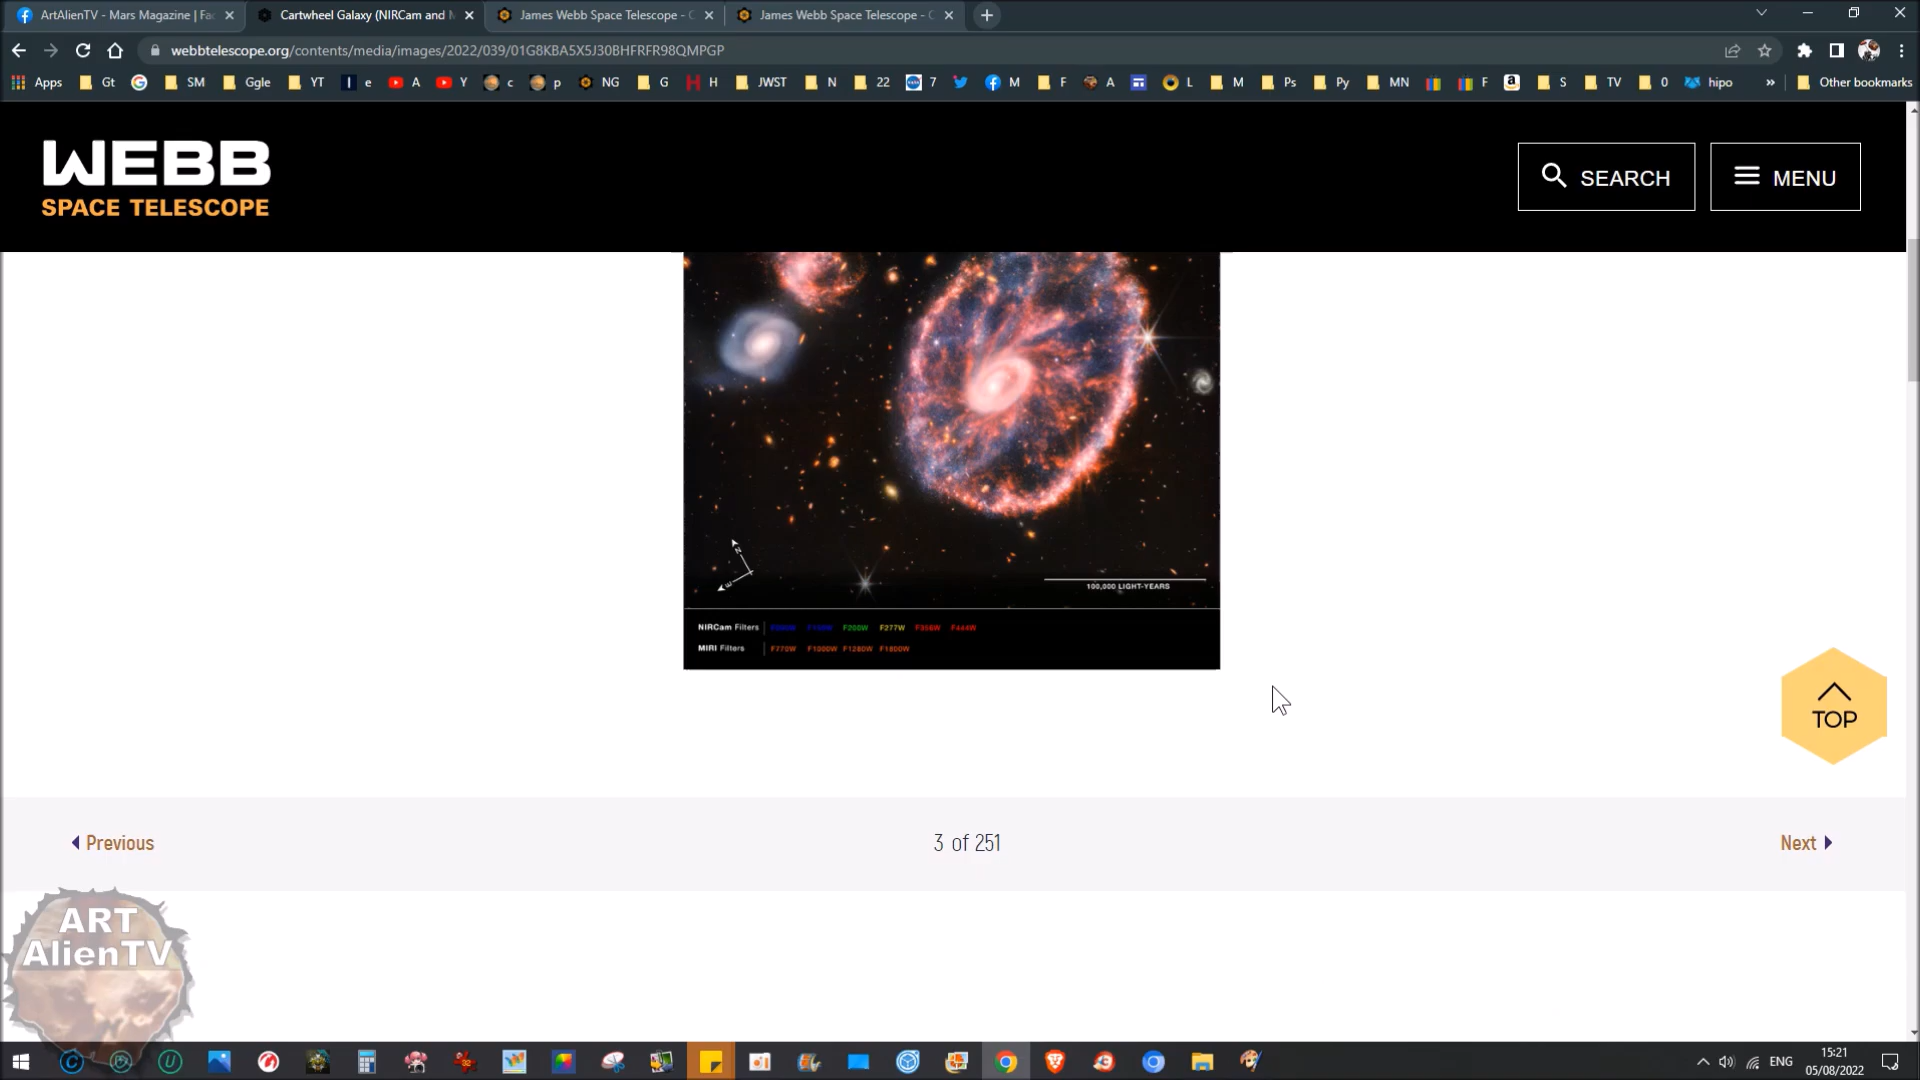 ArtAlienTV - Mars Magazine | Fac
Cartwheel Galaxy (NIRCam and M
James Webb Space Telescope - C
James Webb Space Telescope - C
webbtelescope.org/contents/media/images/2022/039/01G8KBA5X5J30BHFRFR98QMPGP
Apps Gt SM Ggle YT e A Y c p NG G H JWST N 22 7 M F A L M Ps Py MN F S TV 0 hipo » Other bookmarks
WEBB
SPACE TELESCOPE
SEARCH
MENU
N
E
100,000 LIGHT-YEARS
NIRCam Filters F200W F277W F356W F444W
MIRI Filters F770W F1000W F1280W F1800W
TOP
Previous
3 of 251
Next
ART
AlienTV
ENG
15:21
05/08/2022